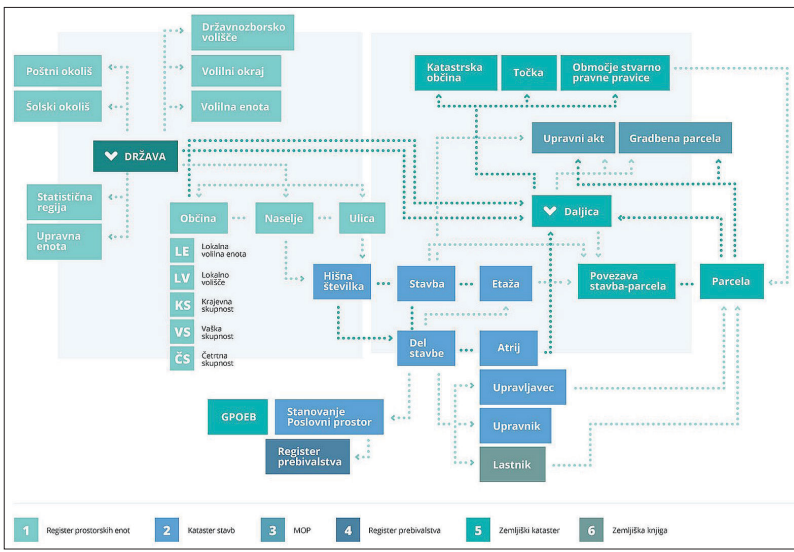 Državnozborsko
volišče
Poštni okoliš
Volilni okraj
Šolski okoliš
Volilna enota
Katastrska
občina
Točka
Območje stvarno
pravne pravice
Upravni akt
Gradbena parcela
DRŽAVA
Statistična
regija
Upravna
enota
Občina
Naselje
Ulica
Daljica
LE
Lokalna
volilna enota
LV
Lokalno
volišče
KS
Krajevna
skupnost
VS
Vaška
skupnost
ČS
Četrtna
skupnost
Hišna
številka
Stavba
Etaža
Povezava
stavba-parcela
Parcela
Del
stavbe
Atrij
Upravljavec
GPOEB
Stanovanje
Poslovni prostor
Upravnik
Register
prebivalstva
Lastnik
1 Register prostorskih enot
2 Kataster stavb
3 MOP
4 Register prebivalstva
5 Zemljiški kataster
6 Zemljiška knjiga